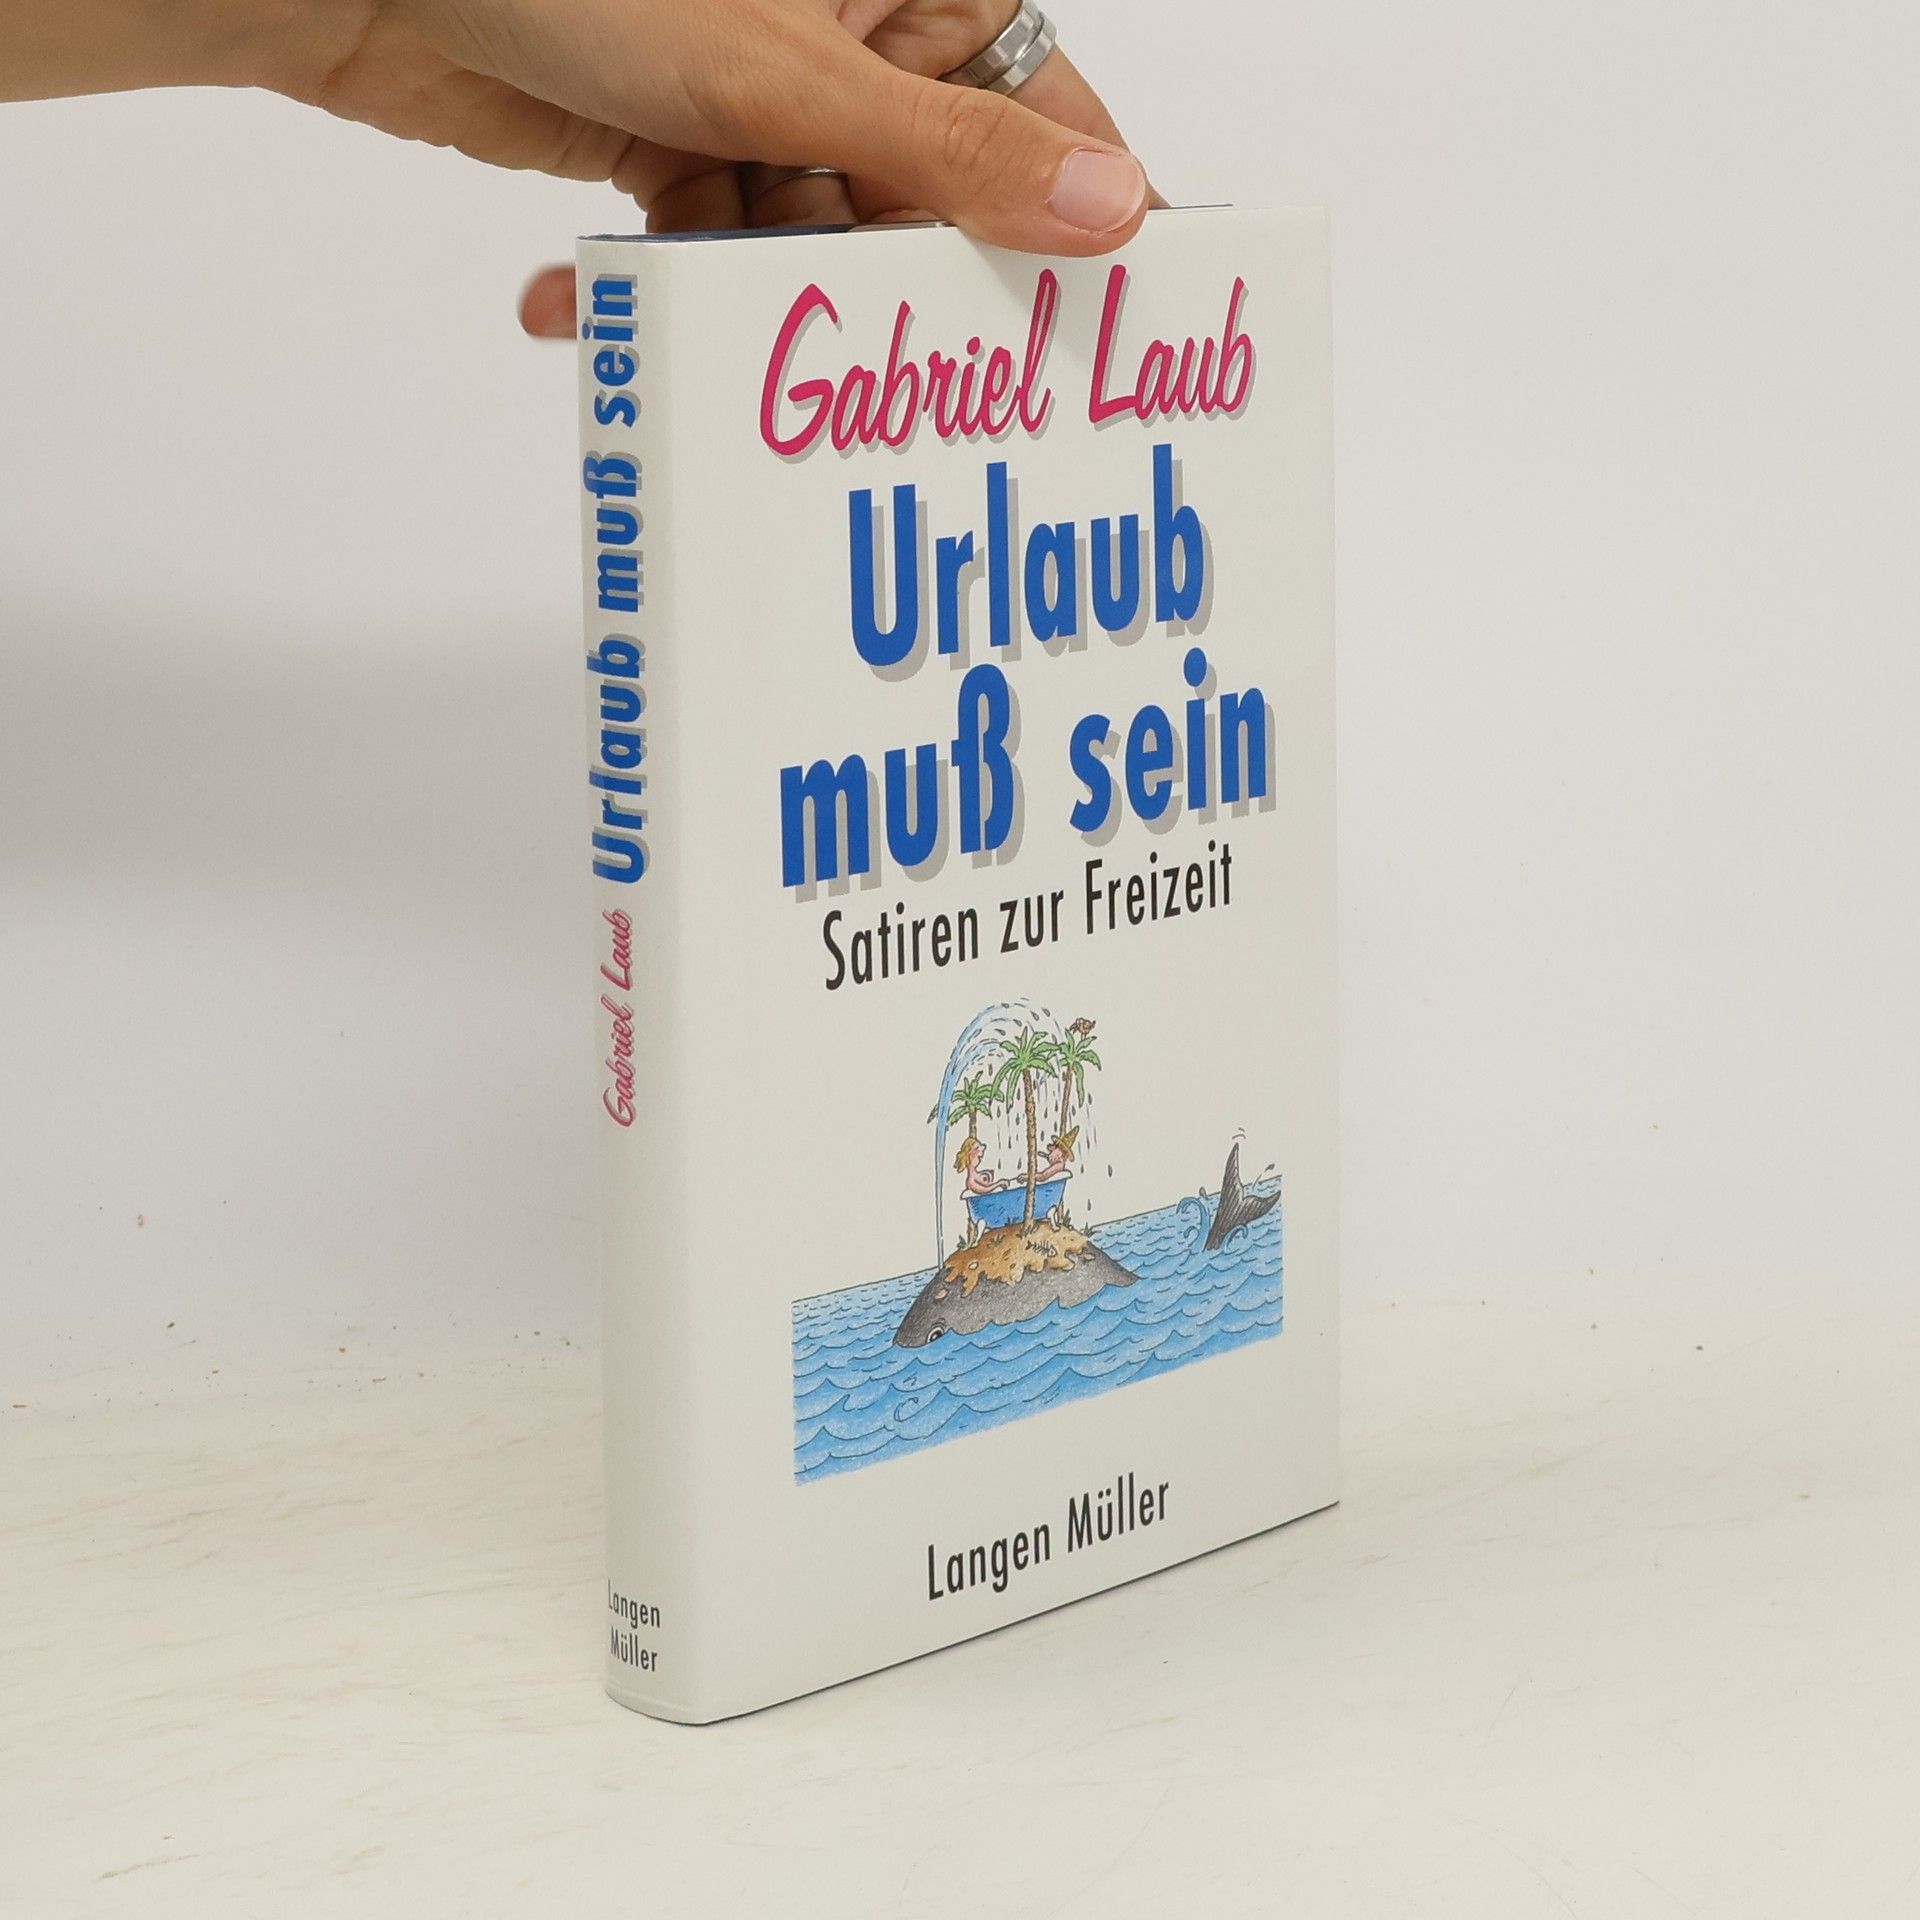 Gabriel Laub
Urlaub
muß sein
Satiren zur Freizeit
Langen Müller
Gabriel Laub Urlaub muß sein
Langen
Müller